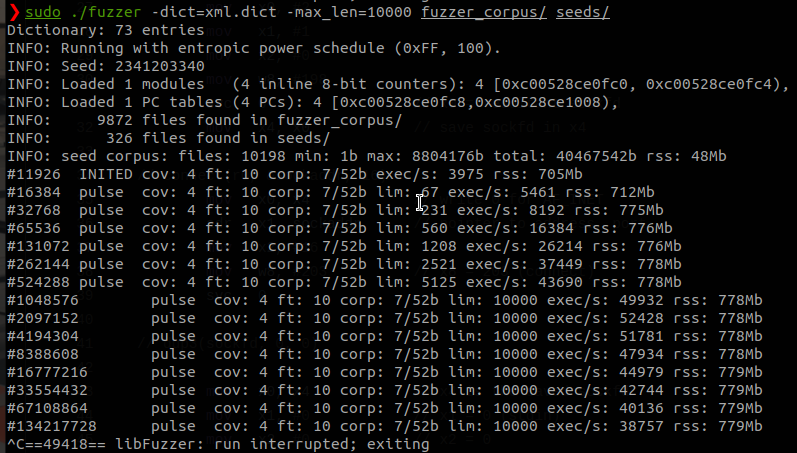 ❯ sudo ./fuzzer -dict=xml.dict -max_len=10000 fuzzer_corpus/ seeds/
Dictionary: 73 entries
INFO: Running with entropic power schedule (0xFF, 100).
INFO: Seed: 2341203340
INFO: Loaded 1 modules   (4 inline 8-bit counters): 4 [0xc00528ce0fc0, 0xc00528ce0fc4),
INFO: Loaded 1 PC tables (4 PCs): 4 [0xc00528ce0fc8,0xc00528ce1008),
INFO:     9872 files found in fuzzer_corpus/
INFO:      326 files found in seeds/
INFO: seed corpus: files: 10198 min: 1b max: 8804176b total: 40467542b rss: 48Mb
#11926  INITED cov: 4 ft: 10 corp: 7/52b exec/s: 3975 rss: 705Mb
#16384  pulse  cov: 4 ft: 10 corp: 7/52b lim: 67 exec/s: 5461 rss: 712Mb
#32768  pulse  cov: 4 ft: 10 corp: 7/52b lim: 231 exec/s: 8192 rss: 775Mb
#65536  pulse  cov: 4 ft: 10 corp: 7/52b lim: 560 exec/s: 16384 rss: 776Mb
#131072 pulse  cov: 4 ft: 10 corp: 7/52b lim: 1208 exec/s: 26214 rss: 776Mb
#262144 pulse  cov: 4 ft: 10 corp: 7/52b lim: 2521 exec/s: 37449 rss: 778Mb
#524288 pulse  cov: 4 ft: 10 corp: 7/52b lim: 5125 exec/s: 43690 rss: 778Mb
#1048576        pulse  cov: 4 ft: 10 corp: 7/52b lim: 10000 exec/s: 49932 rss: 778Mb
#2097152        pulse  cov: 4 ft: 10 corp: 7/52b lim: 10000 exec/s: 52428 rss: 778Mb
#4194304        pulse  cov: 4 ft: 10 corp: 7/52b lim: 10000 exec/s: 51781 rss: 778Mb
#8388608        pulse  cov: 4 ft: 10 corp: 7/52b lim: 10000 exec/s: 47934 rss: 778Mb
#16777216       pulse  cov: 4 ft: 10 corp: 7/52b lim: 10000 exec/s: 44979 rss: 779Mb
#33554432       pulse  cov: 4 ft: 10 corp: 7/52b lim: 10000 exec/s: 42744 rss: 779Mb
#67108864       pulse  cov: 4 ft: 10 corp: 7/52b lim: 10000 exec/s: 40136 rss: 779Mb
#134217728      pulse  cov: 4 ft: 10 corp: 7/52b lim: 10000 exec/s: 38757 rss: 779Mb
^C==49418== libFuzzer: run interrupted; exiting